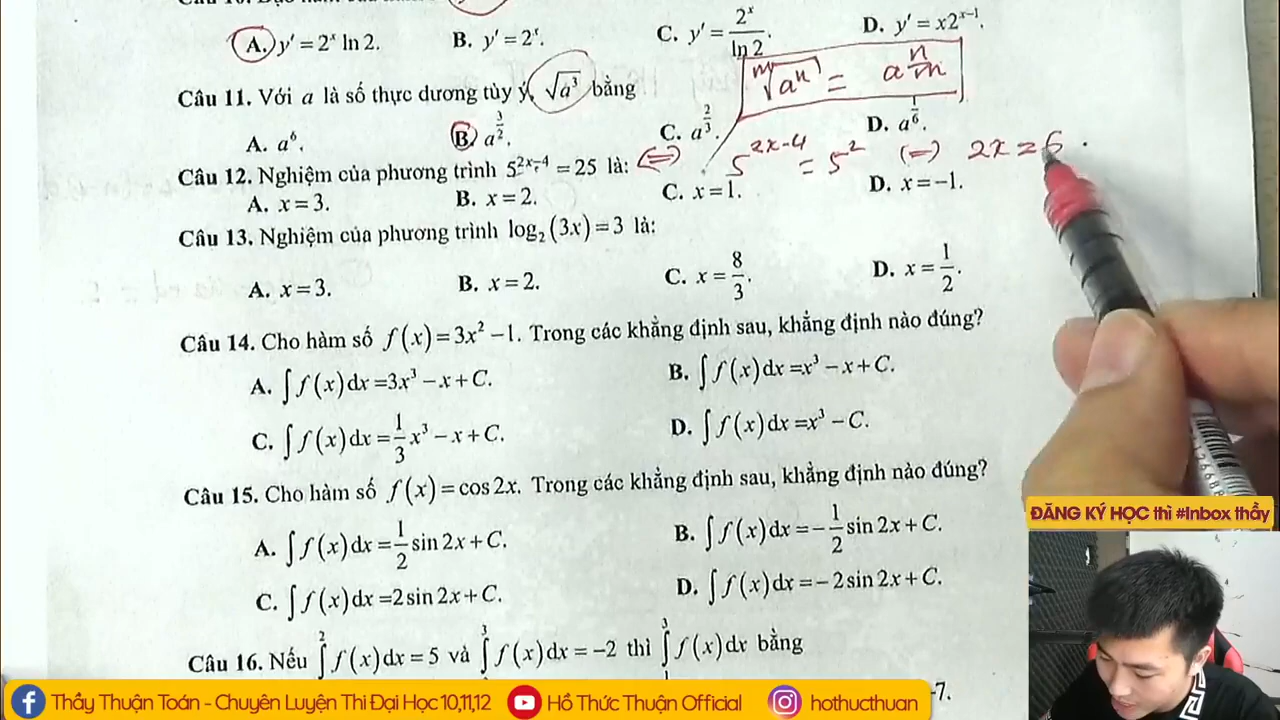 A. y' = 2ˣ ln 2. B. y' = 2ˣ. C. y' = 2ˣ/ln 2. D. y' = x2ˣ⁻¹.
ᵐ√aⁿ = a^(n/m)
Câu 11. Với a là số thực dương tùy ý, √a³ bằng
A. a⁶. B. a^(3/2). C. a^(2/3). D. a^(1/6).
Câu 12. Nghiệm của phương trình 5^(2x-4) = 25 là: (=) 5^(2x-4) = 5² (=) 2x = 6
A. x = 3. B. x = 2. C. x = 1. D. x = −1.
Câu 13. Nghiệm của phương trình log₂(3x) = 3 là:
A. x = 3. B. x = 2. C. x = 8/3. D. x = 1/2.
Câu 14. Cho hàm số f(x) = 3x² − 1. Trong các khẳng định sau, khẳng định nào đúng?
A. ∫f(x)dx = 3x³ − x + C. B. ∫f(x)dx = x³ − x + C.
C. ∫f(x)dx = 1/3 x³ − x + C. D. ∫f(x)dx = x³ − C.
Câu 15. Cho hàm số f(x) = cos 2x. Trong các khẳng định sau, khẳng định nào đúng?
A. ∫f(x)dx = 1/2 sin 2x + C. B. ∫f(x)dx = −1/2 sin 2x + C.
C. ∫f(x)dx = 2 sin 2x + C. D. ∫f(x)dx = −2 sin 2x + C.
Câu 16. Nếu ∫² f(x)dx = 5 và ∫³ f(x)dx = −2 thì ∫₁³ f(x)dx bằng
-7.
ĐĂNG KÝ HỌC thì #Inbox thầy
Thầy Thuận Toán - Chuyên Luyện Thi Đại Học 10,11,12 Hồ Thức Thuận Official hothucthuan